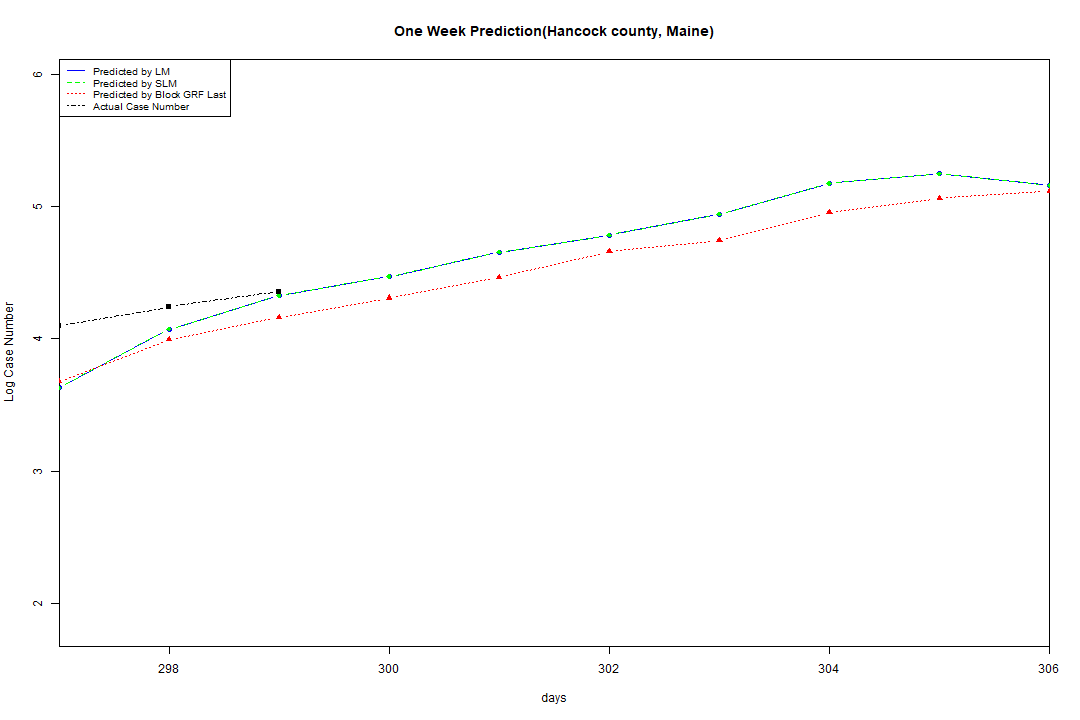 One Week Prediction(Hancock county, Maine)
Predicted by LM
Predicted by SLM
Predicted by Block GRF Last
Actual Case Number
6
5
4
3
2
Log Case Number
298
300
302
304
306
days